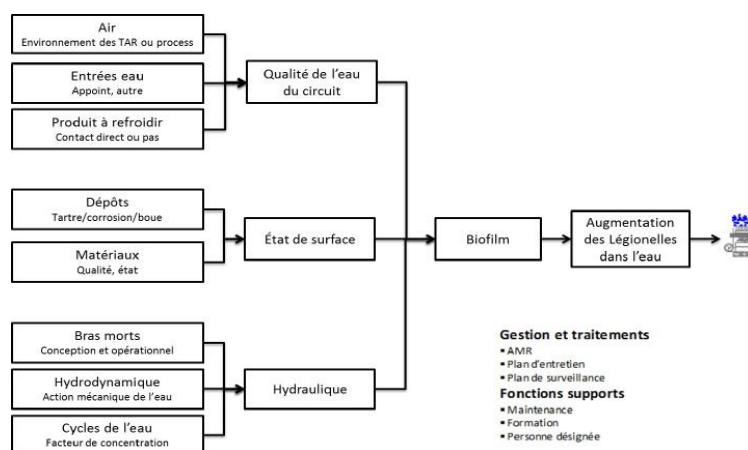 Air
Environnement des TAR ou process
Entrées eau
Appoint, autre
Produit à refroidir
Contact direct ou pas
Qualité de l'eau
du circuit
Dépôts
Tartre/corrosion/boue
Matériaux
Qualité, état
État de surface
Biofilm
Augmentation
des Légionelles
dans l'eau
Bras morts
Conception et opérationnel
Hydrodynamique
Action mécanique de l'eau
Cycles de l'eau
Facteur de concentration
Hydraulique
Gestion et traitements
▪ AMR
▪ Plan d'entretien
▪ Plan de surveillance
Fonctions supports
▪ Maintenance
▪ Formation
▪ Personne désignée